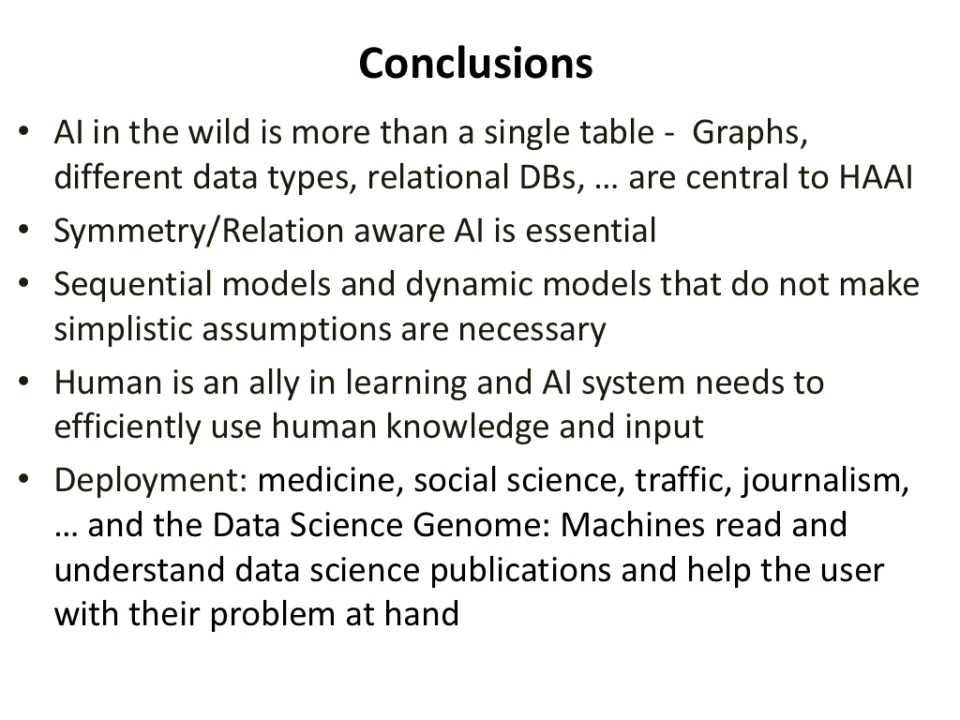 Conclusions
• AI in the wild is more than a single table -  Graphs,
different data types, relational DBs, … are central to HAAI
• Symmetry/Relation aware AI is essential
• Sequential models and dynamic models that do not make
simplistic assumptions are necessary
• Human is an ally in learning and AI system needs to
efficiently use human knowledge and input
• Deployment: medicine, social science, traffic, journalism,
… and the Data Science Genome: Machines read and
understand data science publications and help the user
with their problem at hand